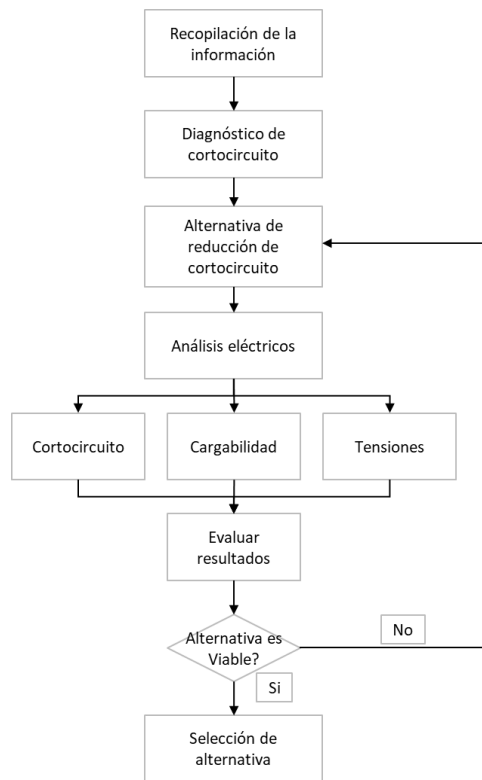 Recopilación de la
información
Diagnóstico de
cortocircuito
Alternativa de
reducción de
cortocircuito
Análisis eléctricos
Cortocircuito
Cargabilidad
Tensiones
Evaluar
resultados
Alternativa es
Viable?
No
Si
Selección de
alternativa